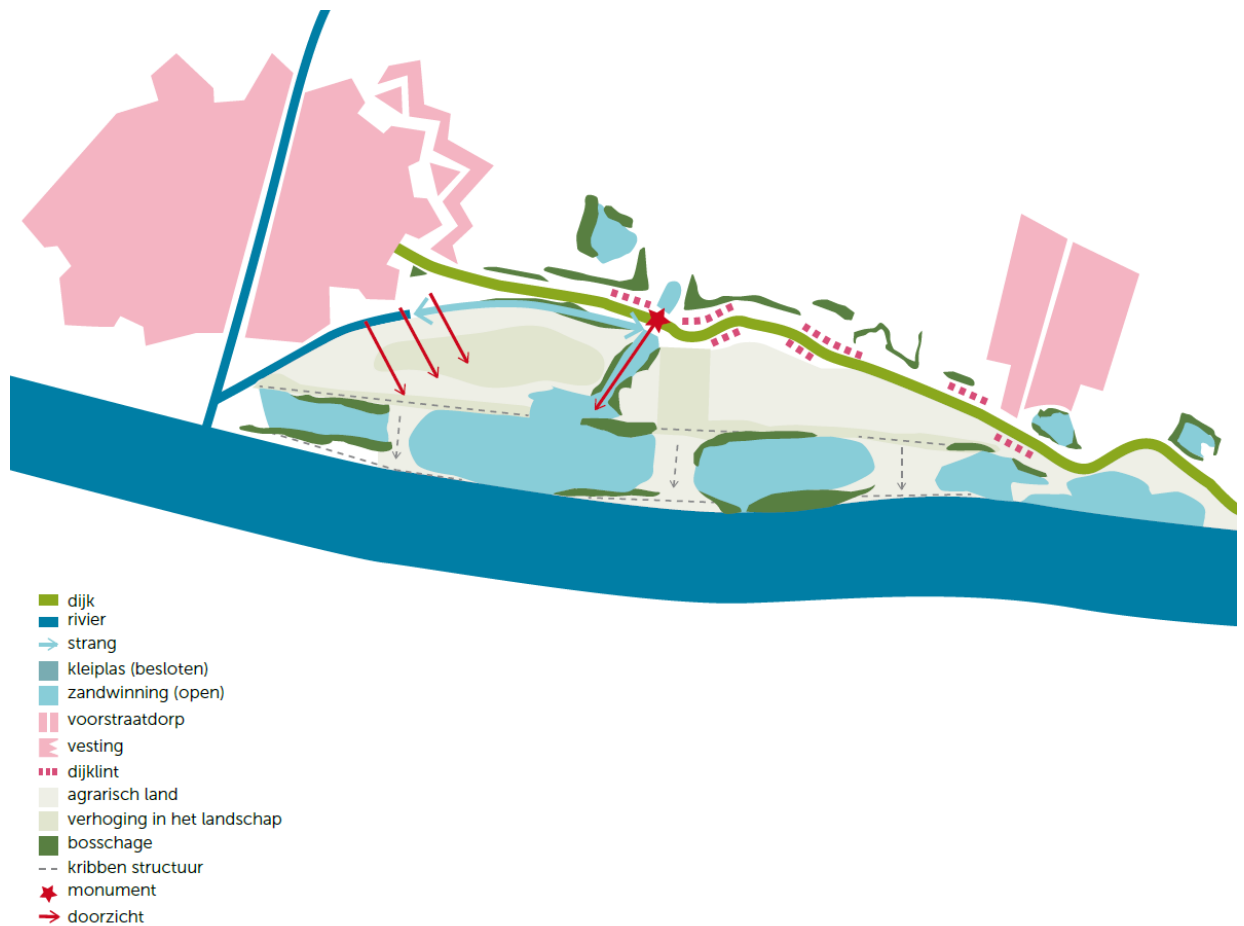 dijk
rivier
strang
kleiplas (besloten)
zandwinning (open)
voorstraatdorp
vesting
dijklint
agrarisch land
verhoging in het landschap
bosschage
kribben structuur
monument
doorzicht